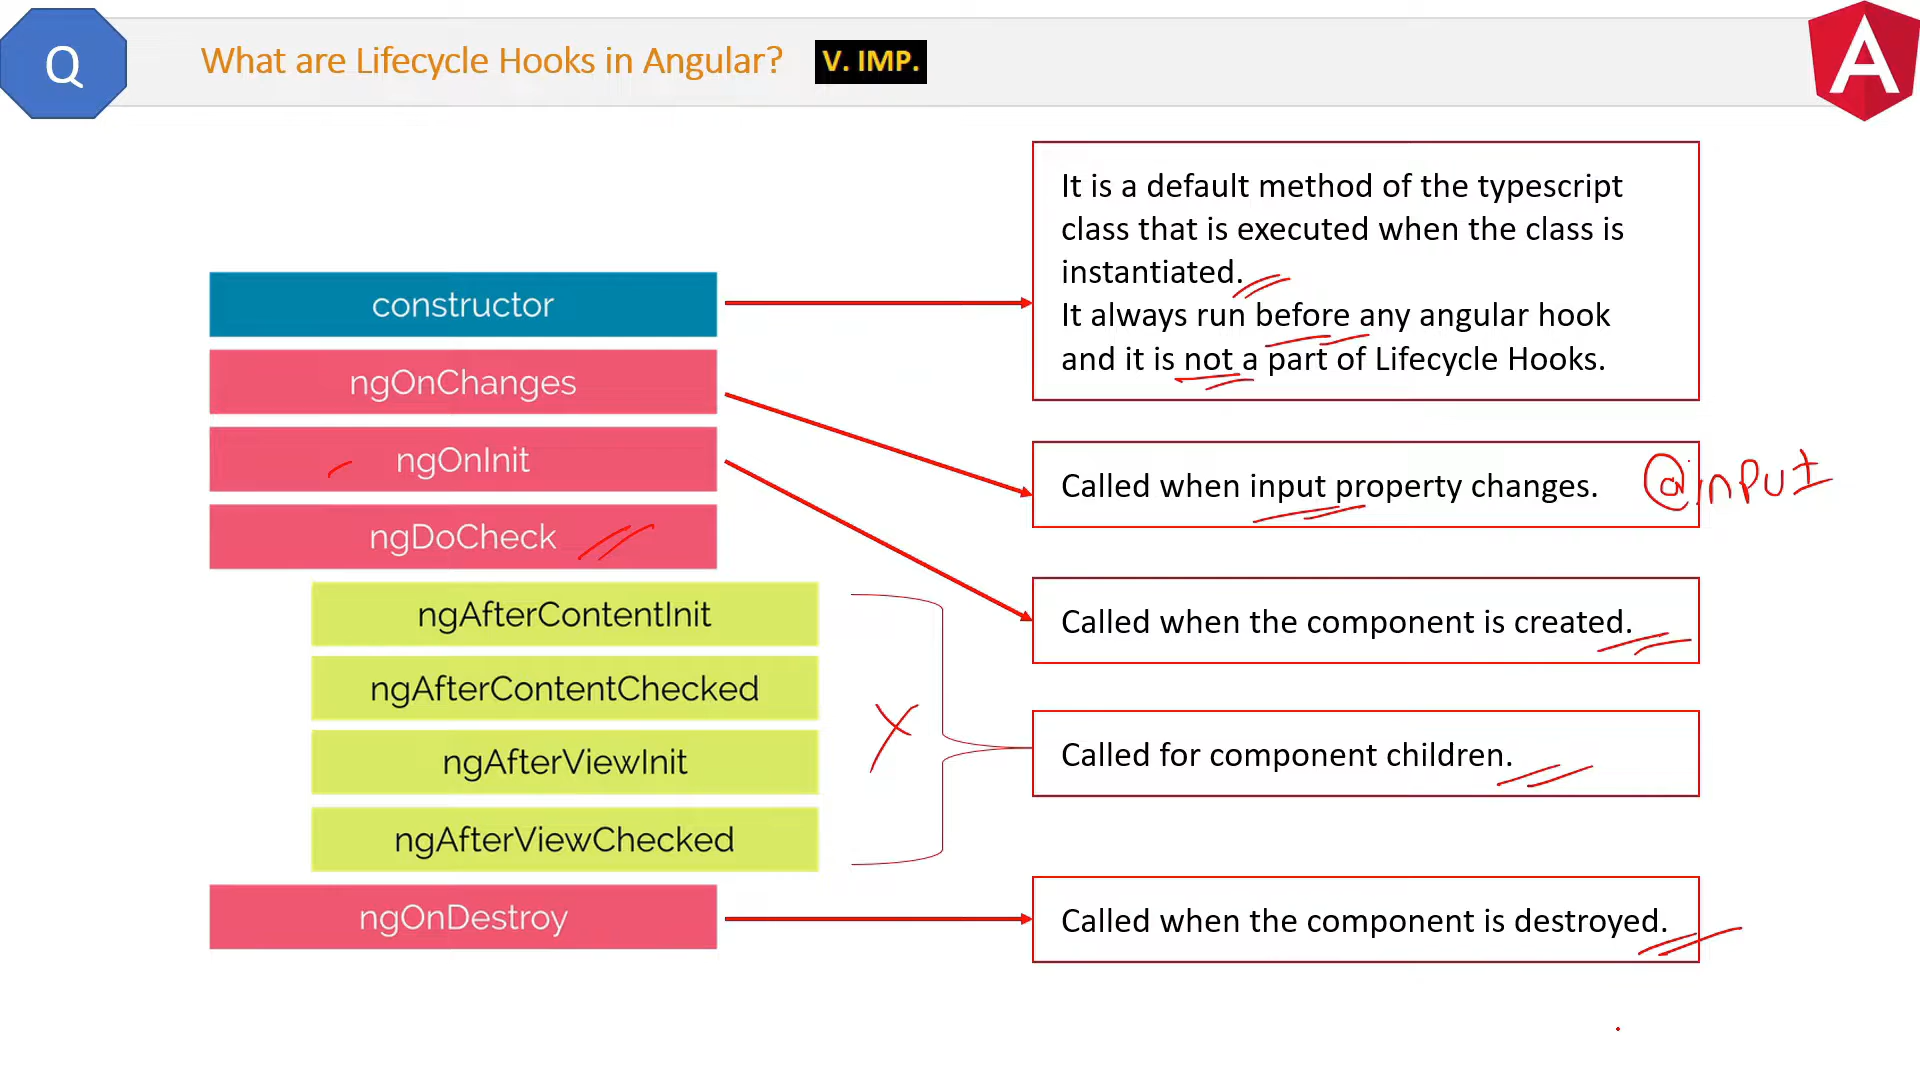 Q
What are Lifecycle Hooks in Angular?
V. IMP.
A
constructor
ngOnChanges
ngOnInit
ngDoCheck
ngAfterContentInit
ngAfterContentChecked
ngAfterViewInit
ngAfterViewChecked
ngOnDestroy
It is a default method of the typescript
class that is executed when the class is
instantiated.
It always run before any angular hook
and it is not a part of Lifecycle Hooks.
Called when input property changes.
@input
Called when the component is created.
Called for component children.
X
Called when the component is destroyed.